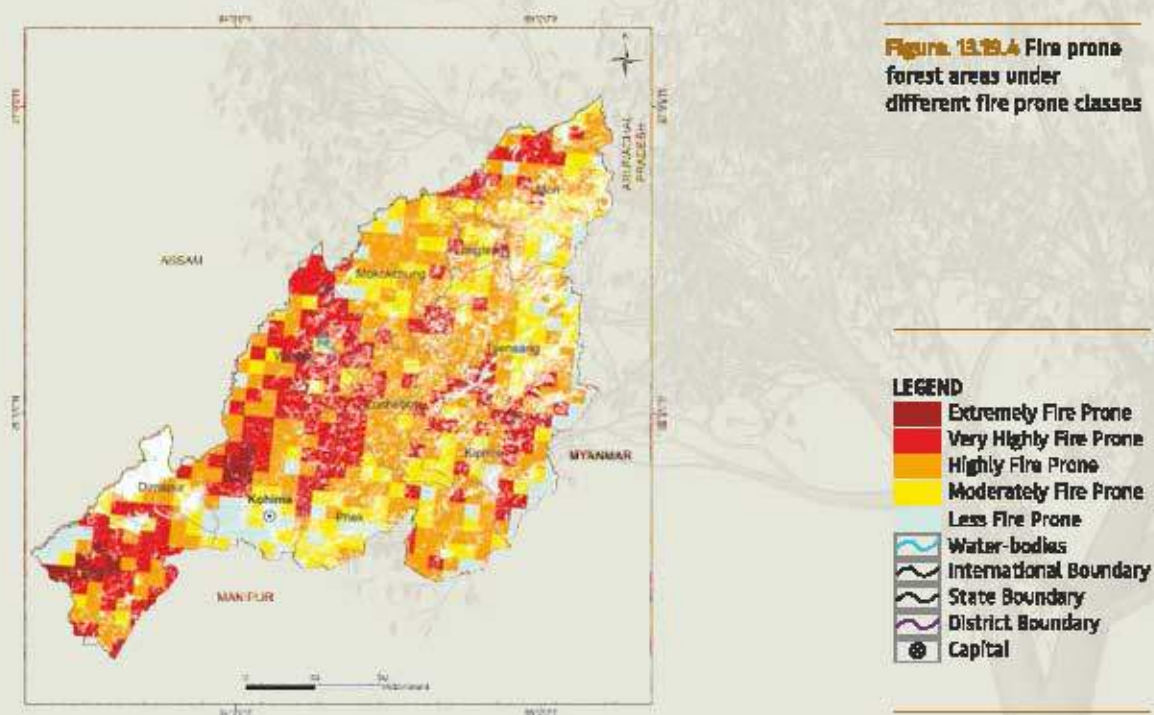 Figure. 13.19.4 Fire prone
forest areas under
different fire prone classes
ARUNACHAL
PRADESH
Mon
Longleng
ASSAM
Mokokchung
Tuensang
Zunheboto
Kiphire
MYANMAR
Dimapur
Kohima
Phek
MANIPUR
LEGEND
Extremely Fire Prone
Very Highly Fire Prone
Highly Fire Prone
Moderately Fire Prone
Less Fire Prone
Water-bodies
International Boundary
State Boundary
District Boundary
Capital